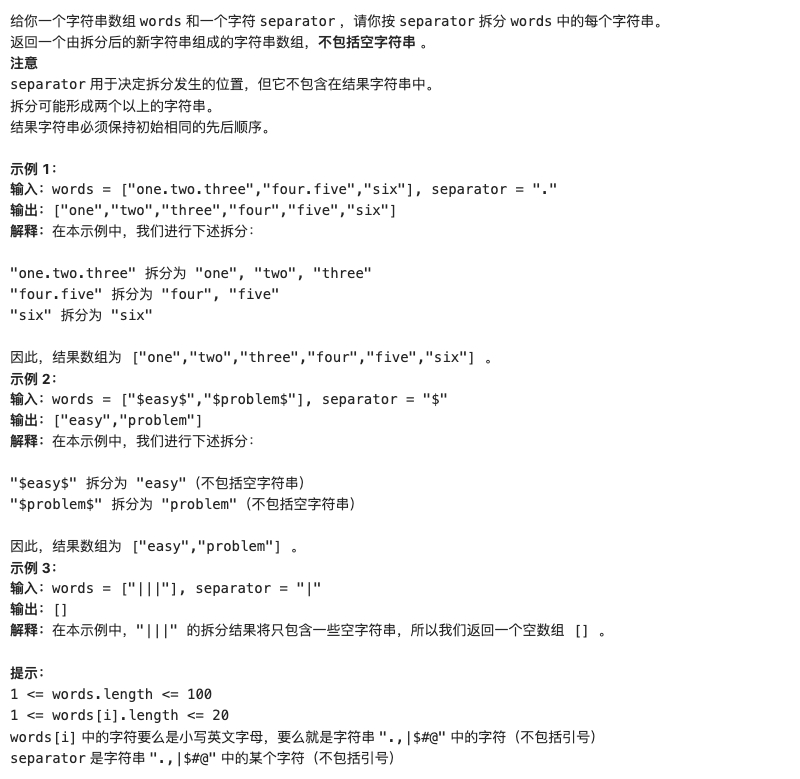 给你一个字符串数组 words 和一个字符 separator ，请你按 separator 拆分 words 中的每个字符串。
返回一个由拆分后的新字符串组成的字符串数组，不包括空字符串 。
注意
separator 用于决定拆分发生的位置，但它不包含在结果字符串中。
拆分可能形成两个以上的字符串。
结果字符串必须保持初始相同的先后顺序。
示例 1：
输入：words = ["one.two.three","four.five","six"], separator = "."
输出：["one","two","three","four","five","six"]
解释：在本示例中，我们进行下述拆分：
"one.two.three" 拆分为 "one", "two", "three"
"four.five" 拆分为 "four", "five"
"six" 拆分为 "six"
因此，结果数组为 ["one","two","three","four","five","six"] 。
示例 2：
输入：words = ["$easy$","$problem$"], separator = "$"
输出：["easy","problem"]
解释：在本示例中，我们进行下述拆分：
"$easy$" 拆分为 "easy"（不包括空字符串）
"$problem$" 拆分为 "problem"（不包括空字符串）
因此，结果数组为 ["easy","problem"] 。
示例 3：
输入：words = ["|||"], separator = "|"
输出：[]
解释：在本示例中，"|||" 的拆分结果将只包含一些空字符串，所以我们返回一个空数组 [] 。
提示：
1 <= words.length <= 100
1 <= words[i].length <= 20
words[i] 中的字符要么是小写英文字母，要么就是字符串 ".,|$#@" 中的字符（不包括引号）
separator 是字符串 ".,|$#@" 中的某个字符（不包括引号）